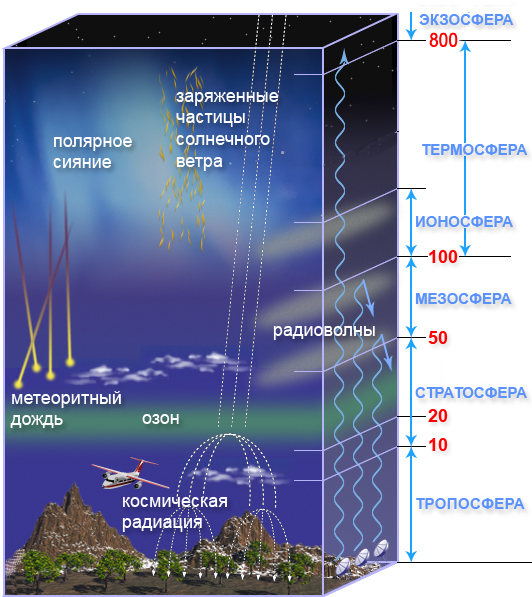 ЭКЗОСФЕРА
800
заряженные
частицы
солнечного
ветра
полярное
сияние
ТЕРМОСФЕРА
ИОНОСФЕРА
100
МЕЗОСФЕРА
радиоволны
50
метеоритный
дождь
озон
СТРАТОСФЕРА
20
10
космическая
радиация
ТРОПОСФЕРА